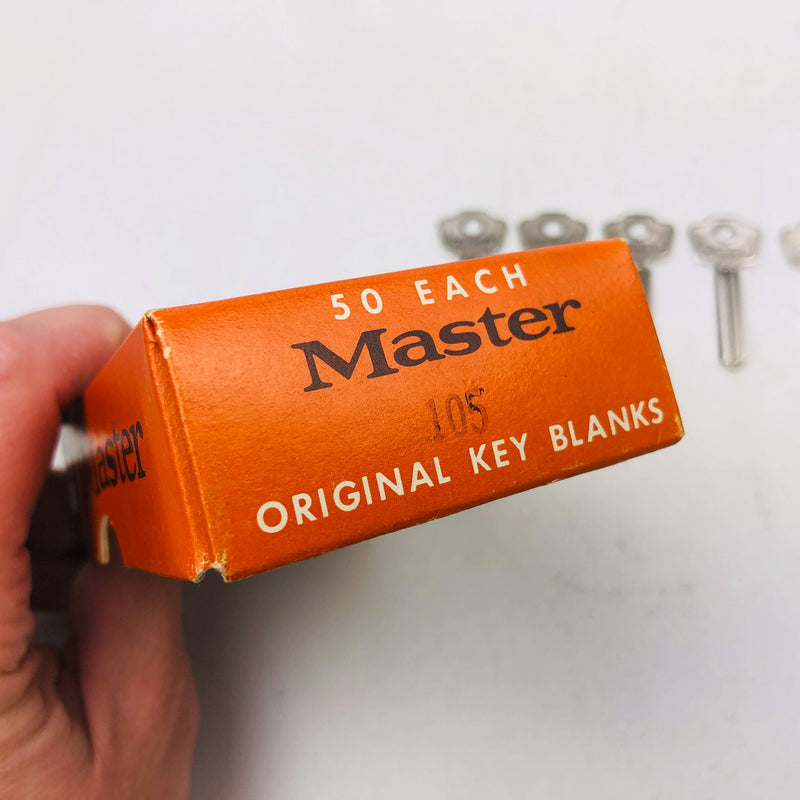 50 EACH
Master
105
ORIGINAL KEY BLANKS
Master